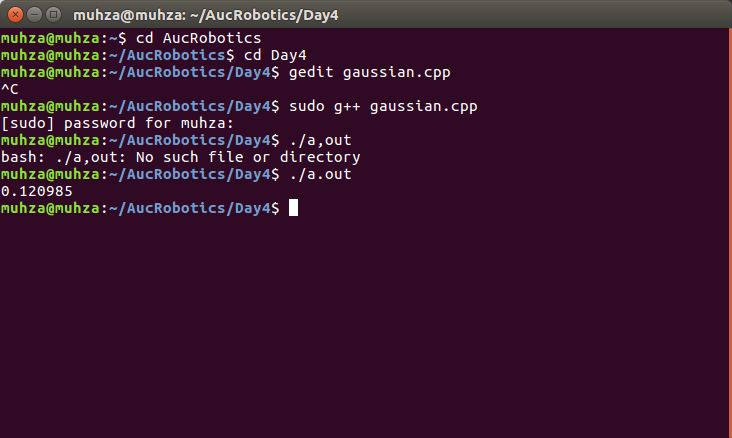 muhza@muhza: ~/AucRobotics/Day4
muhza@muhza:~$ cd AucRobotics
muhza@muhza:~/AucRobotics$ cd Day4
muhza@muhza:~/AucRobotics/Day4$ gedit gaussian.cpp
^C
muhza@muhza:~/AucRobotics/Day4$ sudo g++ gaussian.cpp
[sudo] password for muhza:
muhza@muhza:~/AucRobotics/Day4$ ./a,out
bash: ./a,out: No such file or directory
muhza@muhza:~/AucRobotics/Day4$ ./a.out
0.120985
muhza@muhza:~/AucRobotics/Day4$